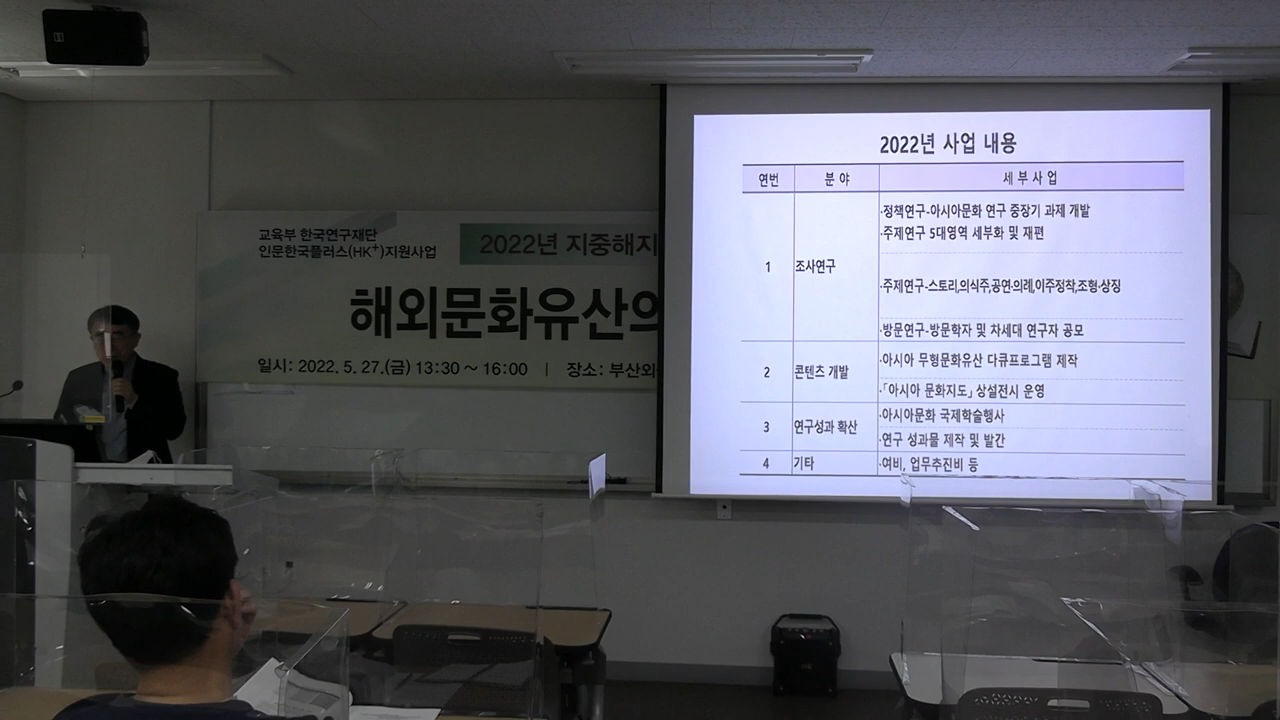 교육부 한국연구재단
인문한국플러스(HK⁺)지원사업
2022년 지중해지
해외문화유산의
일시: 2022. 5. 27.(금) 13:30 ~ 16:00 | 장소: 부산외
2022년 사업 내용
연번 분 야 세 부 사 업
·정책연구-아시아문화 연구 중장기 과제 개발
·주제연구 5대영역 세부화 및 재편
1 조사연구
·주제연구-스토리,의식주,공연·의례,이주정착,조형·상징
·방문연구-방문학자 및 차세대 연구자 공모
·아시아 무형문화유산 다큐프로그램 제작
2 콘텐츠 개발
·「아시아 문화지도」 상설전시 운영
·아시아문화 국제학술행사
3 연구성과 확산
·연구 성과물 제작 및 발간
4 기타 ·여비, 업무추진비 등